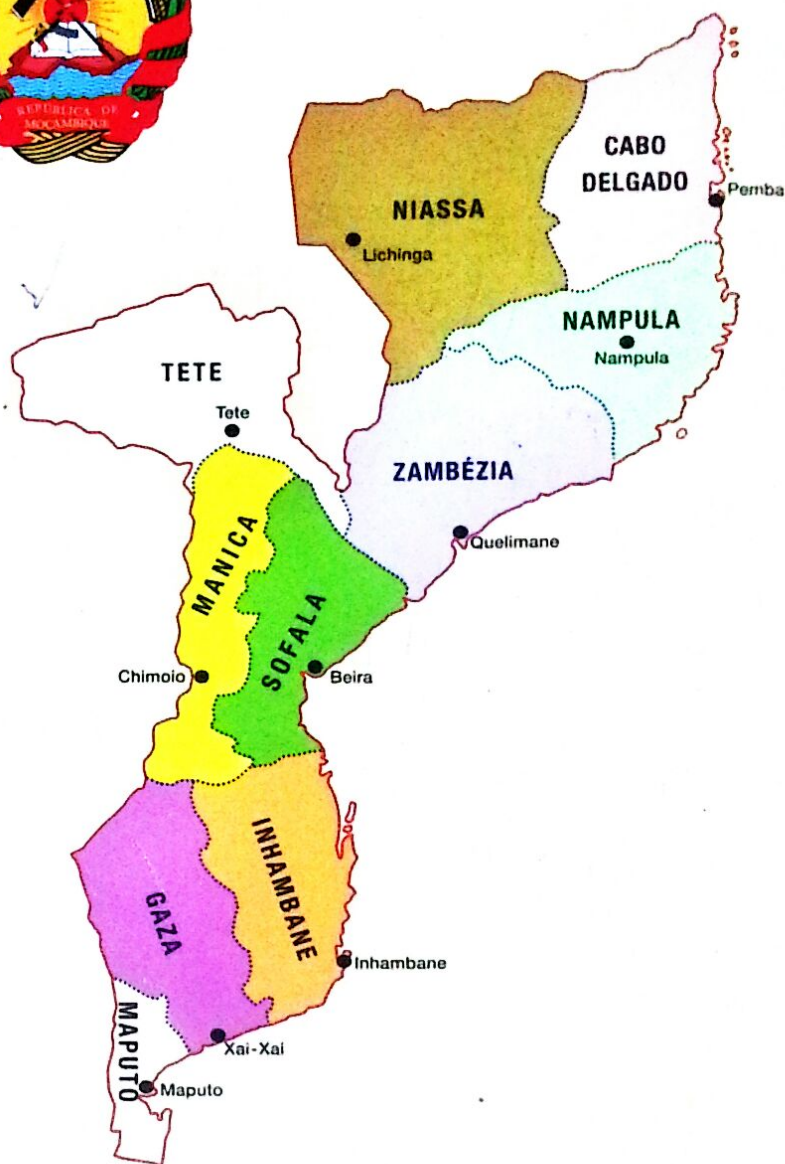 REPÚBLICA DE
MOÇAMBIQUE
CABO
DELGADO
Pemba
NIASSA
Lichinga
NAMPULA
Nampula
TETE
Tete
ZAMBÉZIA
Quelimane
MANICA
SOFALA
Chimoio
Beira
INHAMBANE
GAZA
Inhambane
MAPUTO
Xai-Xai
Maputo